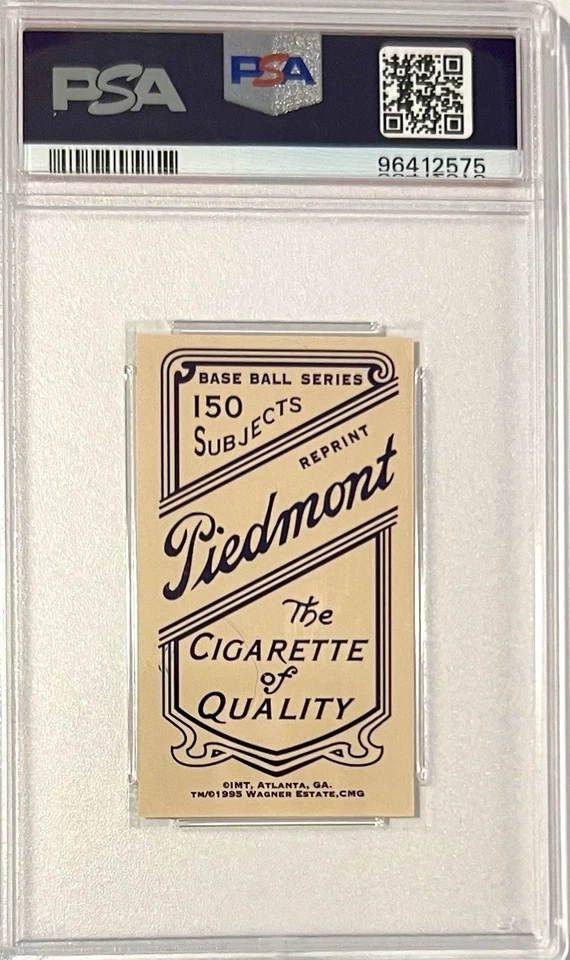 PSA
PSA
96412575
BASE BALL SERIES
150
SUBJECTS
REPRINT
Piedmont
The
CIGARETTE
of
QUALITY
©IMT, ATLANTA, GA.
TM/©1995 WAGNER ESTATE,CMG